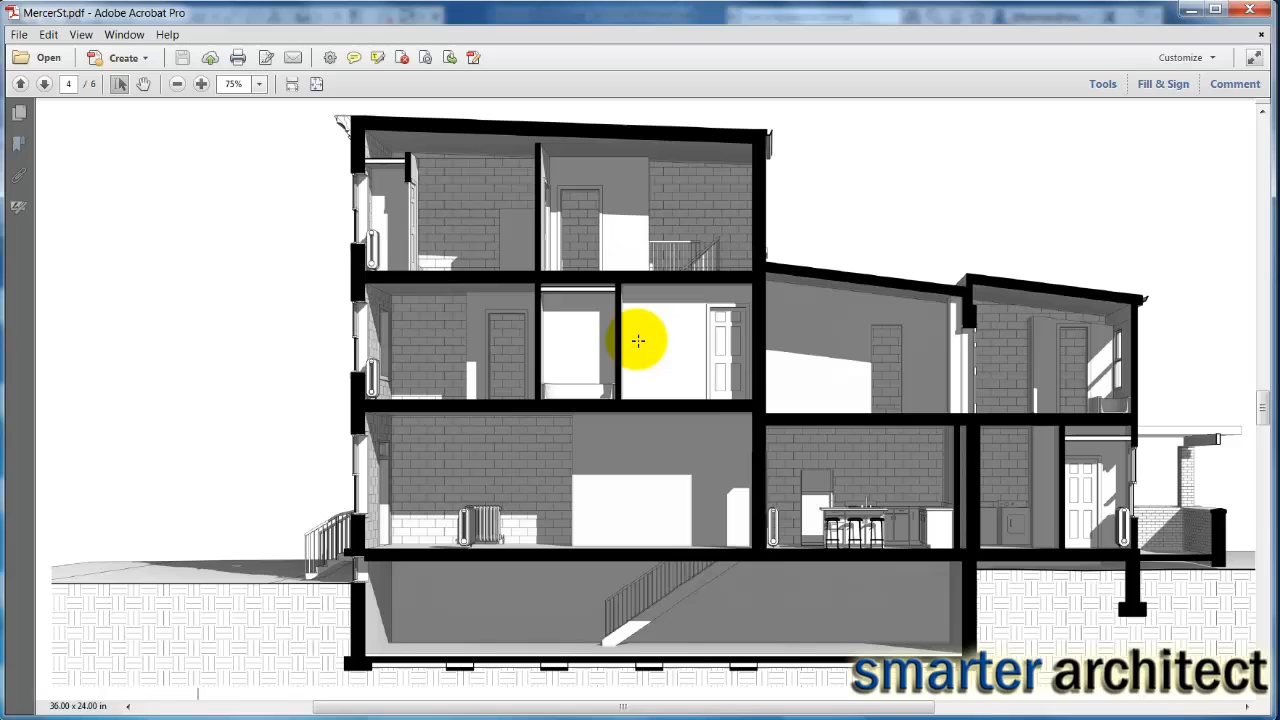 MercerSt.pdf - Adobe Acrobat Pro
File Edit View Window Help
Open Create Customize
4 / 6 75% Tools Fill & Sign Comment
smarter architect
36.00 x 24.00 in